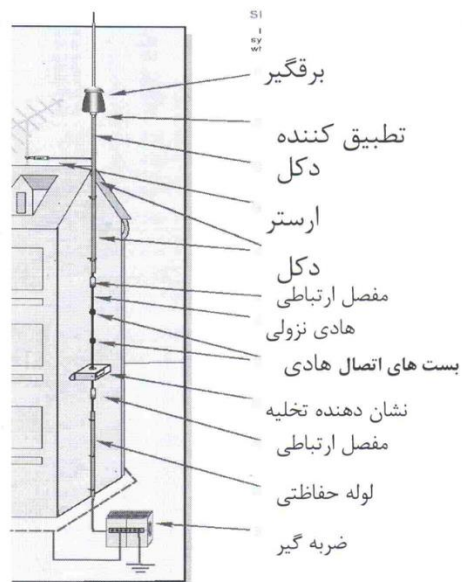 برقگیر
تطبیق کننده
دکل
ارستر
دکل
مفصل ارتباطی
هادی نزولی
بست های اتصال هادی
نشان دهنده تخلیه
مفصل ارتباطی
لوله حفاظتی
ضربه گیر